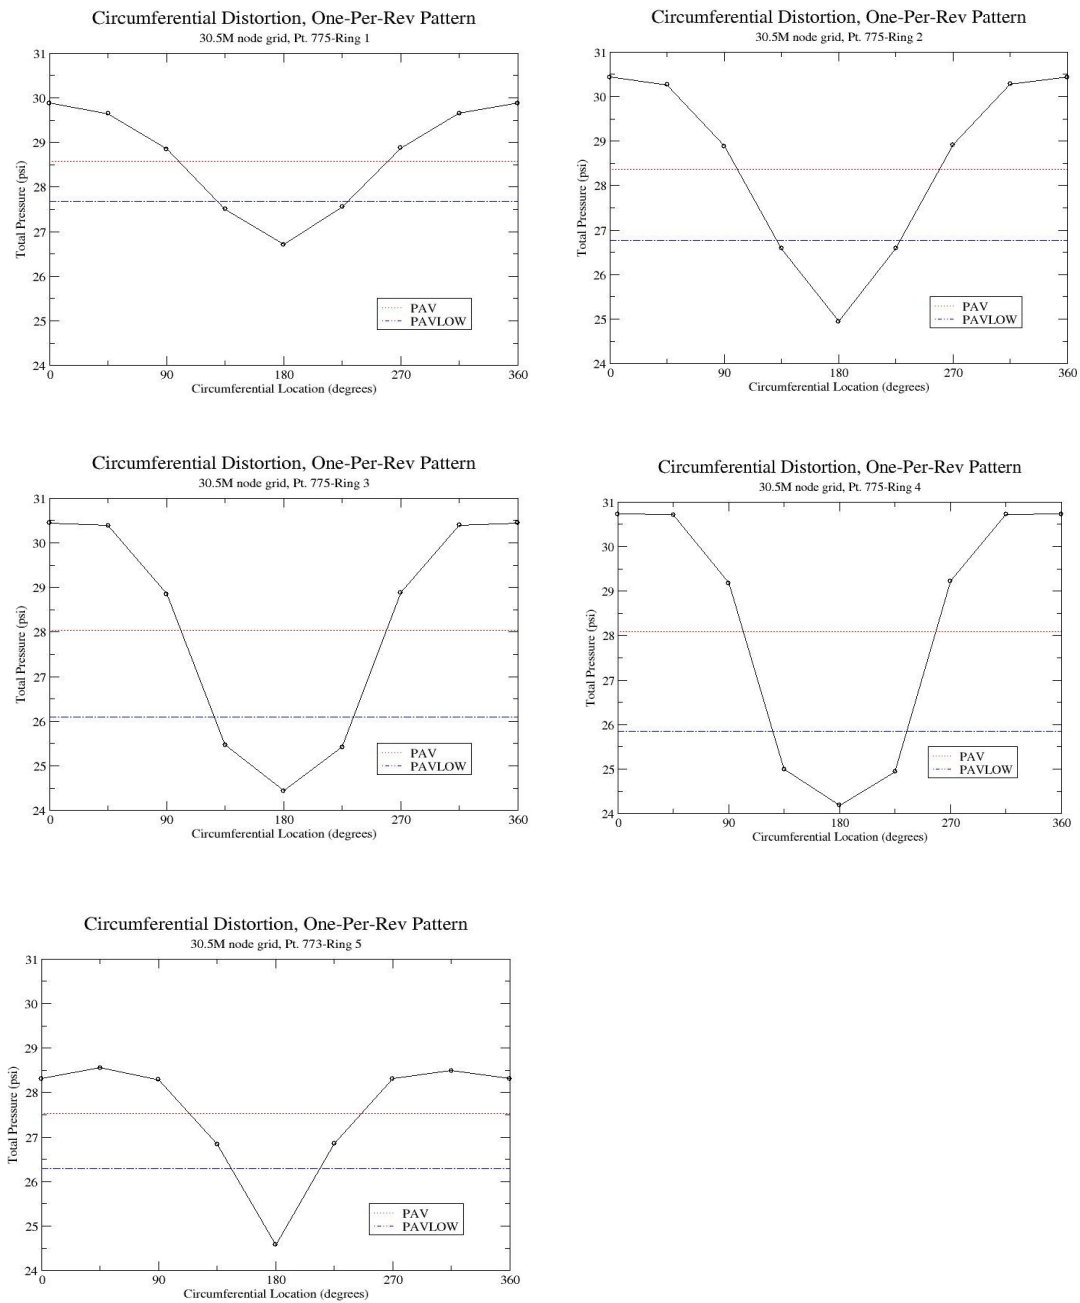 Circumferential Distortion, One-Per-Rev Pattern
30.5M node grid, Pt. 775-Ring 1
31
30
29
28
27
26
25
24
Total Pressure (psi)
PAV
PAVLOW
0 90 180 270 360
Circumferential Location (degrees)
Circumferential Distortion, One-Per-Rev Pattern
30.5M node grid, Pt. 775-Ring 2
31
30
29
28
27
26
25
24
Total Pressure (psi)
PAV
PAVLOW
0 90 180 270 360
Circumferential Location (degrees)
Circumferential Distortion, One-Per-Rev Pattern
30.5M node grid, Pt. 775-Ring 3
31
30
29
28
27
26
25
24
Total Pressure (psi)
PAV
PAVLOW
0 90 180 270 360
Circumferential Location (degrees)
Circumferential Distortion, One-Per-Rev Pattern
30.5M node grid, Pt. 775-Ring 4
31
30
29
28
27
26
25
24
Total Pressure (psi)
PAV
PAVLOW
0 90 180 270 360
Circumferential Location (degrees)
Circumferential Distortion, One-Per-Rev Pattern
30.5M node grid, Pt. 773-Ring 5
31
30
29
28
27
26
25
24
Total Pressure (psi)
PAV
PAVLOW
0 90 180 270 360
Circumferential Location (degrees)